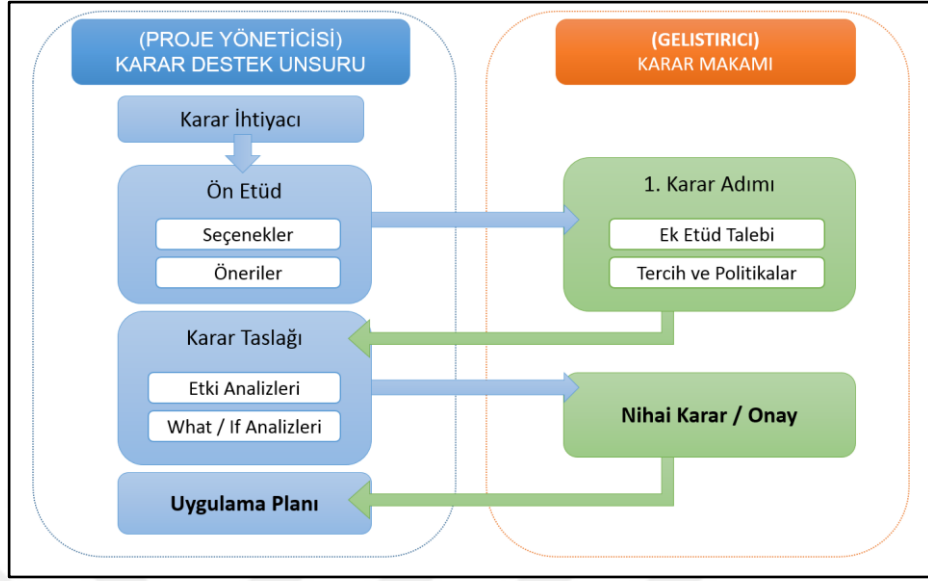 (PROJE YÖNETİCİSİ)
KARAR DESTEK UNSURU
Karar İhtiyacı
Ön Etüd
Seçenekler
Öneriler
Karar Taslağı
Etki Analizleri
What / If Analizleri
Uygulama Planı
(GELISTIRICI)
KARAR MAKAMI
1. Karar Adımı
Ek Etüd Talebi
Tercih ve Politikalar
Nihai Karar / Onay